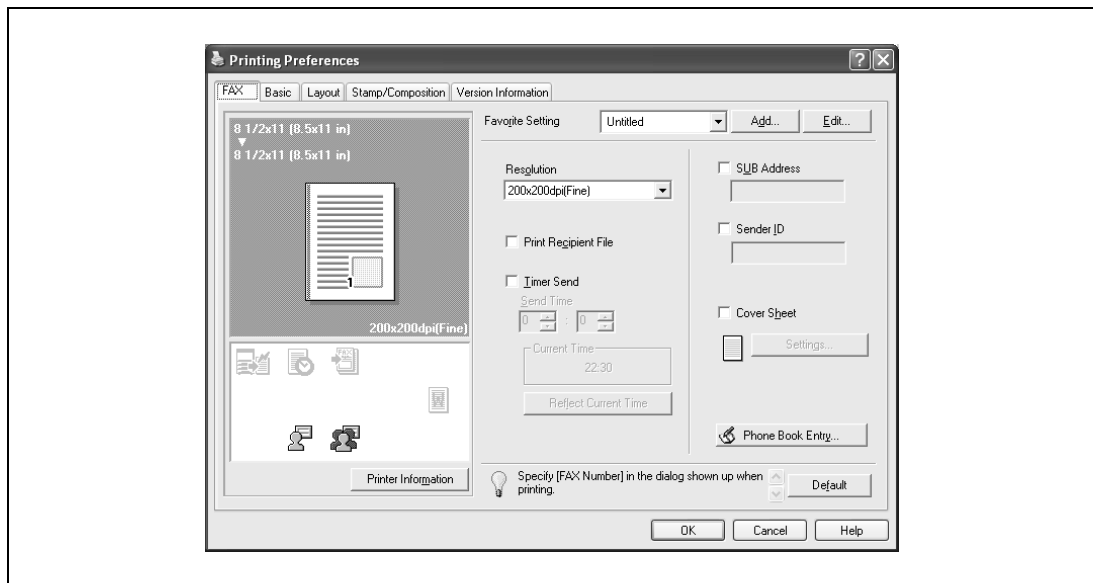 Printing Preferences
FAX Basic Layout Stamp/Composition Version Information
8 1/2x11 (8.5x11 in)
8 1/2x11 (8.5x11 in)
1
200x200dpi(Fine)
Printer Information
Favorite Setting Untitled Add... Edit...
Resolution
200x200dpi(Fine)
Print Recipient File
Timer Send
Send Time
0 : 0
Current Time
22:30
Reflect Current Time
SUB Address
Sender ID
Cover Sheet
Settings...
Phone Book Entry...
Specify [FAX Number] in the dialog shown up when
printing.
Default
OK Cancel Help